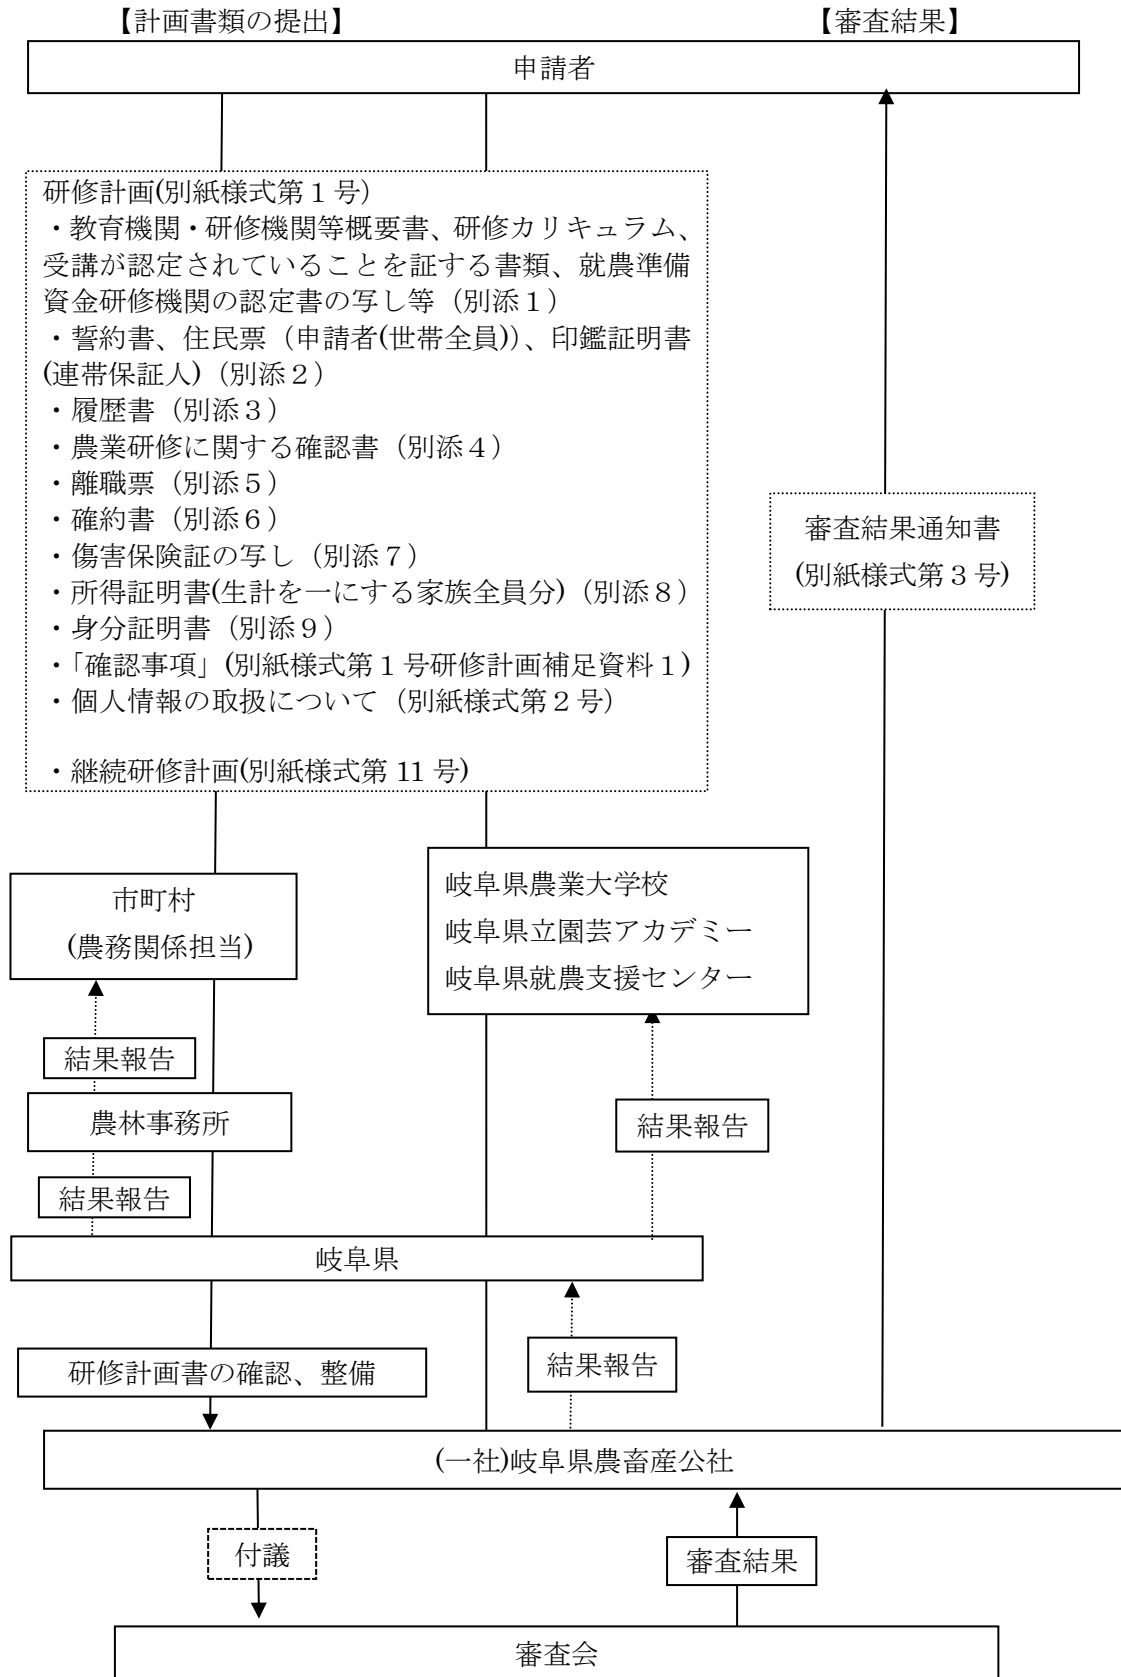 【計画書類の提出】
【審査結果】
申請者
研修計画(別紙様式第１号)
・教育機関・研修機関等概要書、研修カリキュラム、
受講が認定されていることを証する書類、就農準備
資金研修機関の認定書の写し等（別添１）
・誓約書、住民票（申請者(世帯全員)）、印鑑証明書
(連帯保証人)（別添２）
・履歴書（別添３）
・農業研修に関する確認書（別添４）
・離職票（別添５）
・確約書（別添６）
・傷害保険証の写し（別添７）
・所得証明書(生計を一にする家族全員分)（別添８）
・身分証明書（別添９）
・「確認事項」(別紙様式第１号研修計画補足資料１)
・個人情報の取扱について（別紙様式第２号）
・継続研修計画(別紙様式第 11 号)
審査結果通知書
(別紙様式第３号)
市町村
(農務関係担当)
岐阜県農業大学校
岐阜県立園芸アカデミー
岐阜県就農支援センター
結果報告
農林事務所
結果報告
結果報告
岐阜県
研修計画書の確認、整備
結果報告
(一社)岐阜県農畜産公社
付議
審査結果
審査会